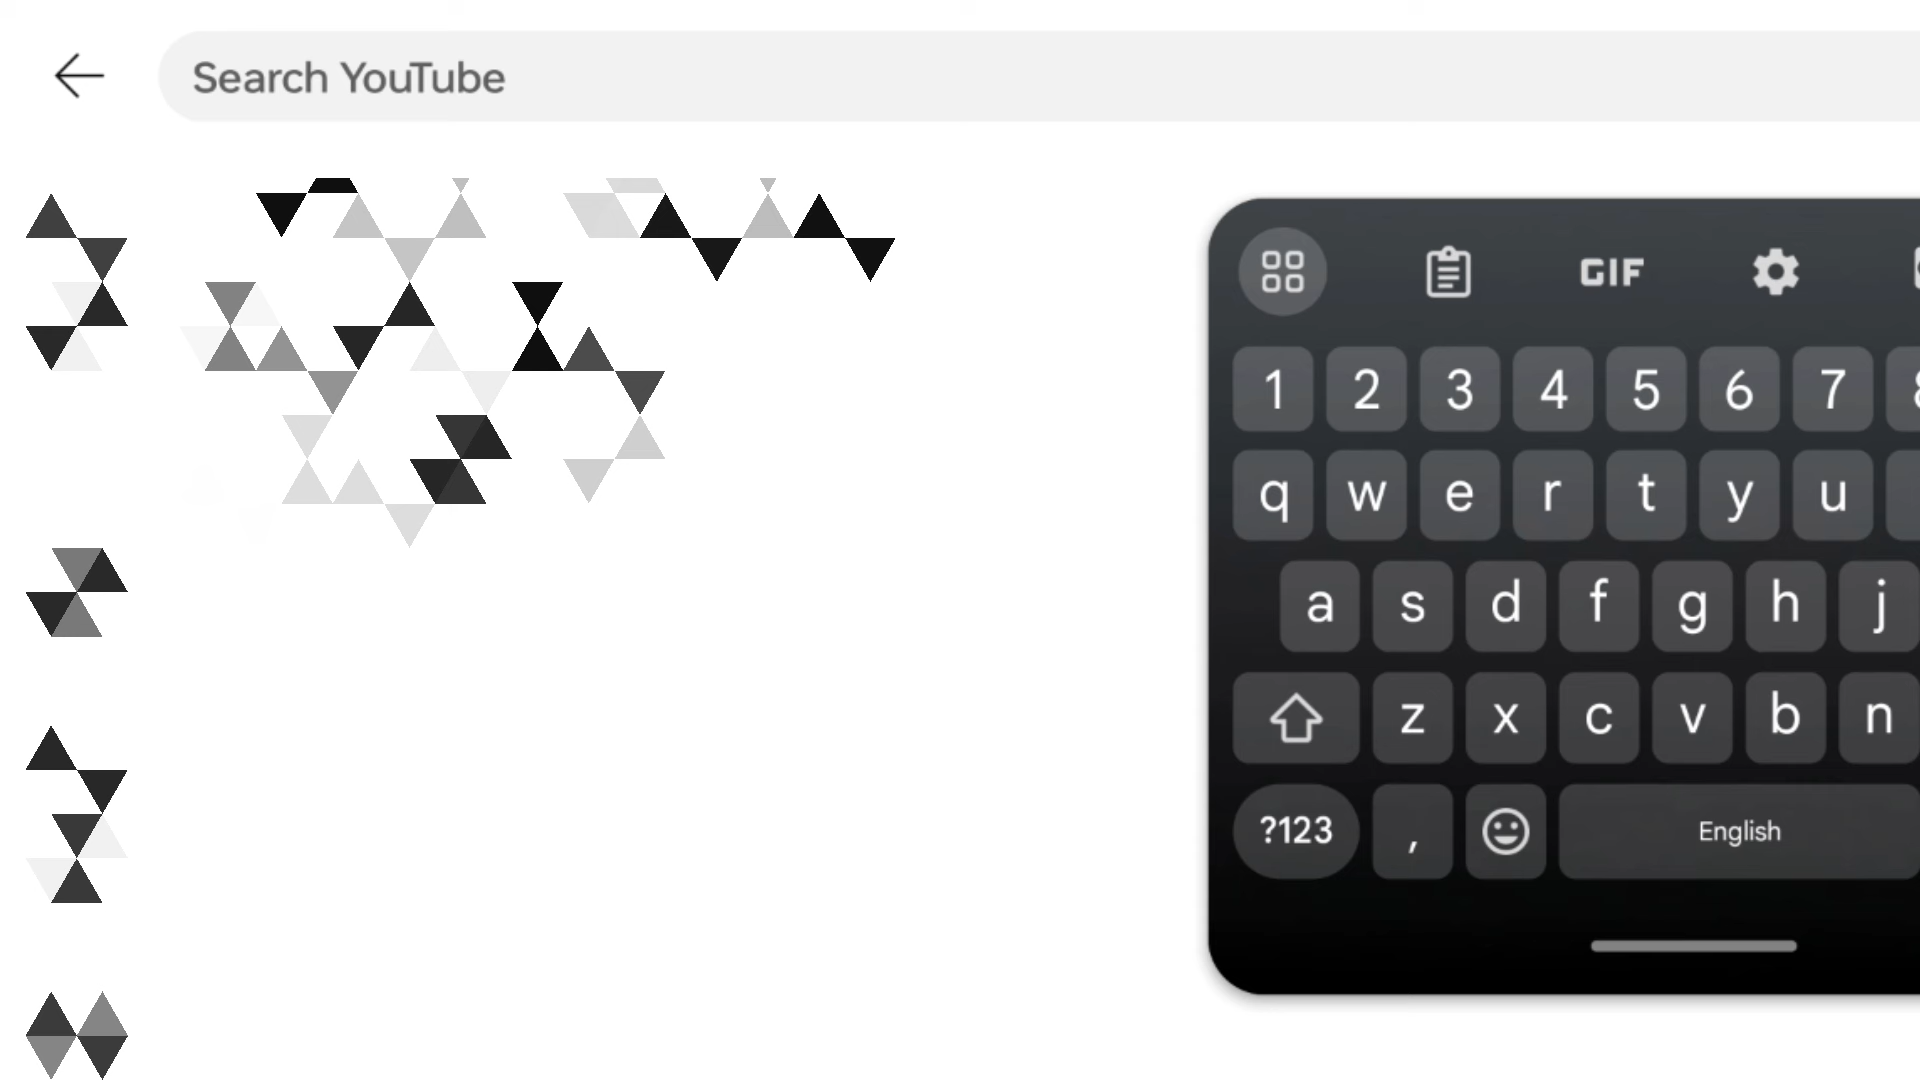 Search YouTube
GIF
1 2 3 4 5 6 7
q w e r t y u
a s d f g h j
z x c v b n
?123 , English